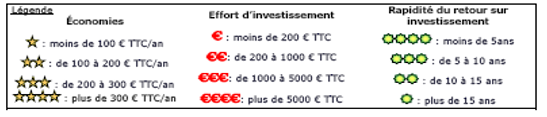 Légende
Économies
: moins de 100 € TTC/an
: de 100 à 200 € TTC/an
: de 200 à 300 € TTC/an
: plus de 300 € TTC/an
Effort d'investissement
€ : moins de 200 € TTC
€€ : de 200 à 1000 € TTC
€€€ : de 1000 à 5000 € TTC
€€€€ : plus de 5000 € TTC
Rapidité du retour sur
investissement
: moins de 5ans
: de 5 à 10 ans
: de 10 à 15 ans
: plus de 15 ans